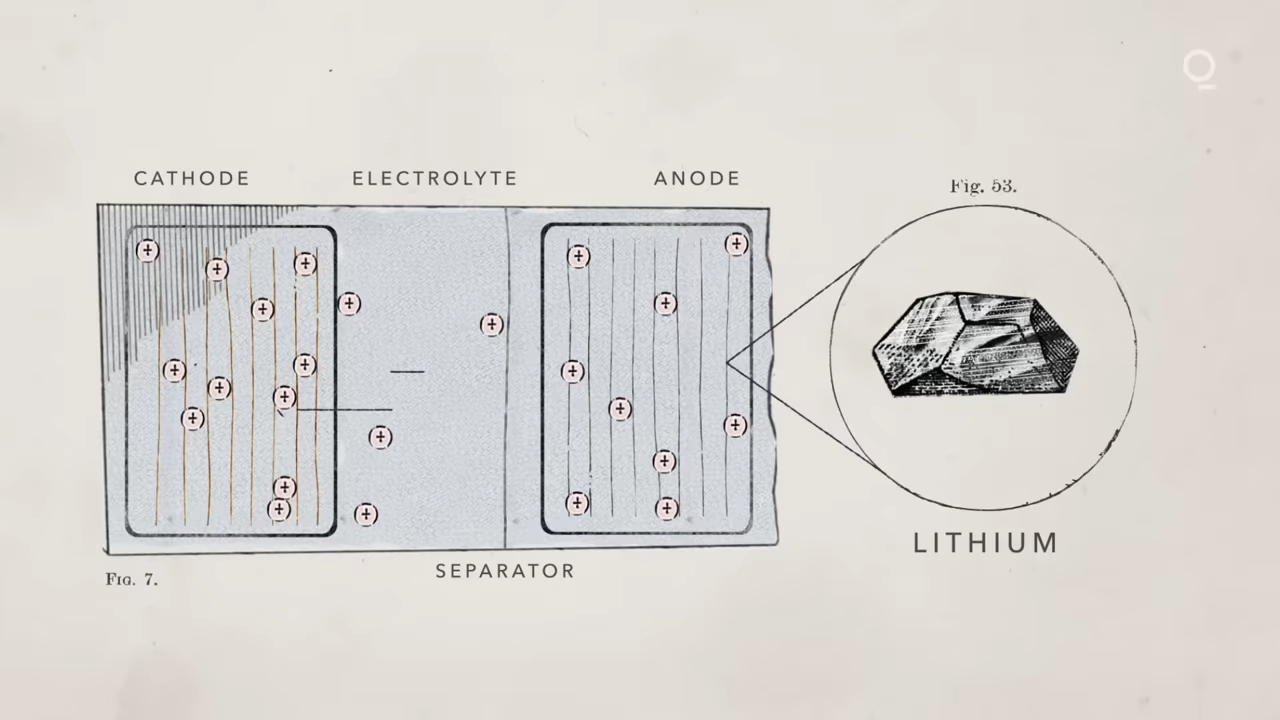 CATHODE
ELECTROLYTE
ANODE
Fig. 53.
LITHIUM
SEPARATOR
Fig. 7.